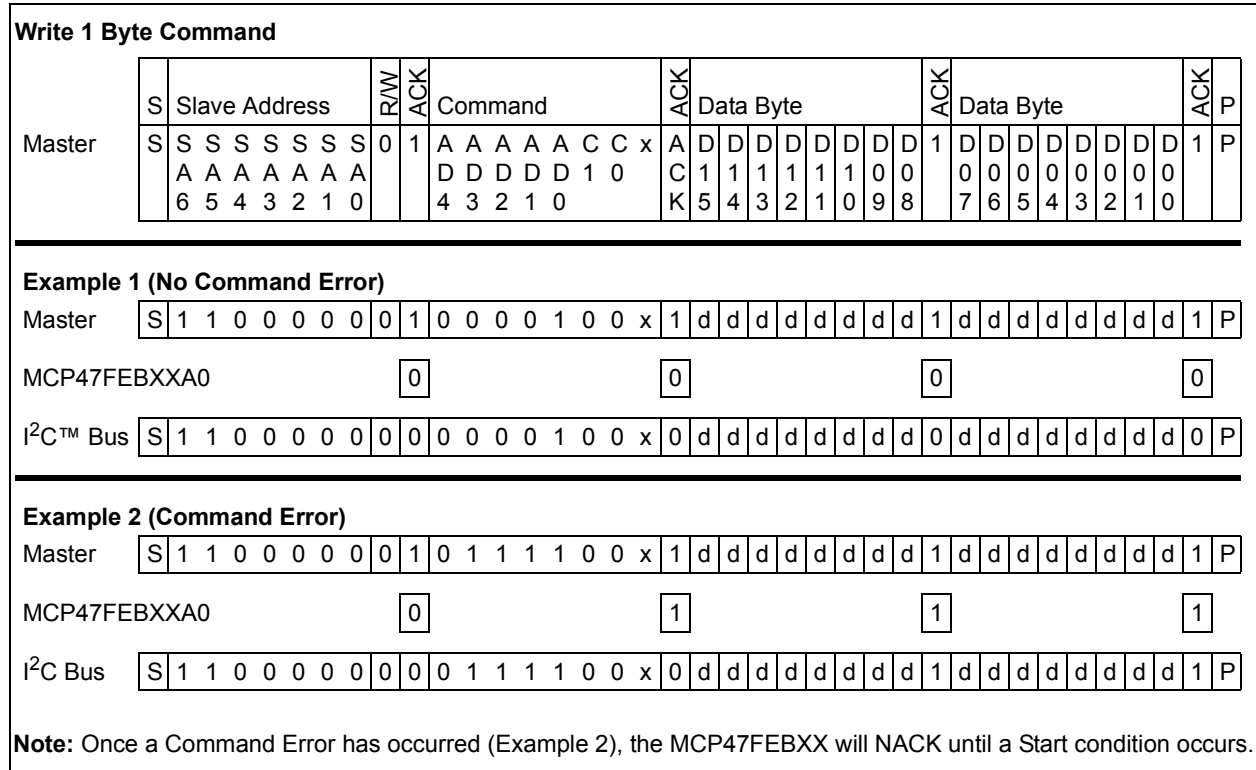 Write 1 Byte Command
S Slave Address R/W ACK Command ACK Data Byte ACK Data Byte ACK P
Master S S S S S S S S 0 1 A A A A A C C x A D D D D D D D D 1 D D D D D D D D 1 P
A A A A A A A D D D D D 1 0 C 1 1 1 1 1 1 0 0 0 0 0 0 0 0 0 0
6 5 4 3 2 1 0 4 3 2 1 0 K 5 4 3 2 1 0 9 8 7 6 5 4 3 2 1 0
Example 1 (No Command Error)
Master S 1 1 0 0 0 0 0 0 1 0 0 0 0 1 0 0 x 1 d d d d d d d d 1 d d d d d d d d 1 P
MCP47FEBXXA0 0 0 0 0
I2C™ Bus S 1 1 0 0 0 0 0 0 0 0 0 0 0 1 0 0 x 0 d d d d d d d d 0 d d d d d d d d 0 P
Example 2 (Command Error)
Master S 1 1 0 0 0 0 0 0 1 0 1 1 1 1 0 0 x 1 d d d d d d d d 1 d d d d d d d d 1 P
MCP47FEBXXA0 0 1 1 1
I2C Bus S 1 1 0 0 0 0 0 0 0 0 1 1 1 1 0 0 x 0 d d d d d d d d 1 d d d d d d d d 1 P
Note: Once a Command Error has occurred (Example 2), the MCP47FEBXX will NACK until a Start condition occurs.